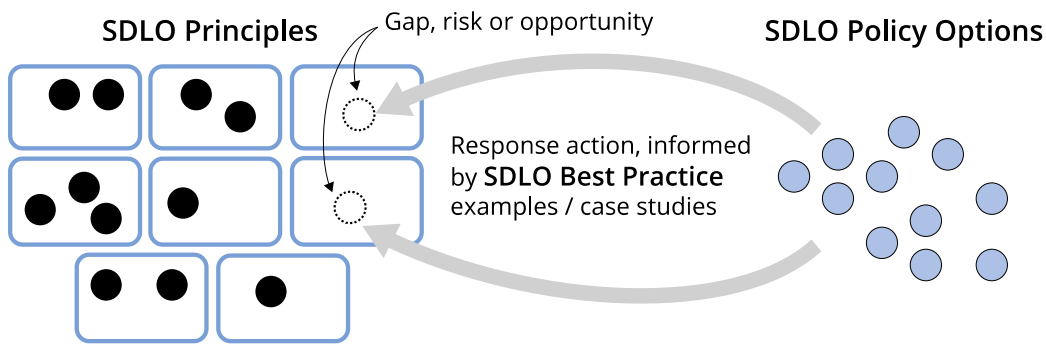 SDLO Principles
Gap, risk or opportunity
SDLO Policy Options
Response action, informed
by SDLO Best Practice
examples / case studies